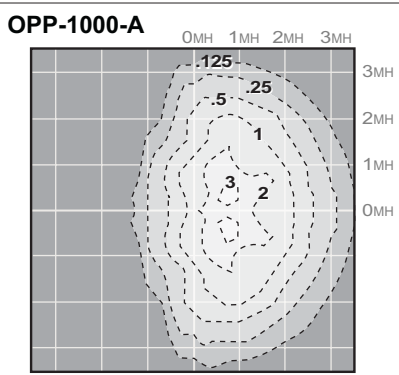 OPP-1000-A
0MH 1MH 2MH 3MH
.125
.25
3MH
.5
2MH
1
1MH
3
2
0MH